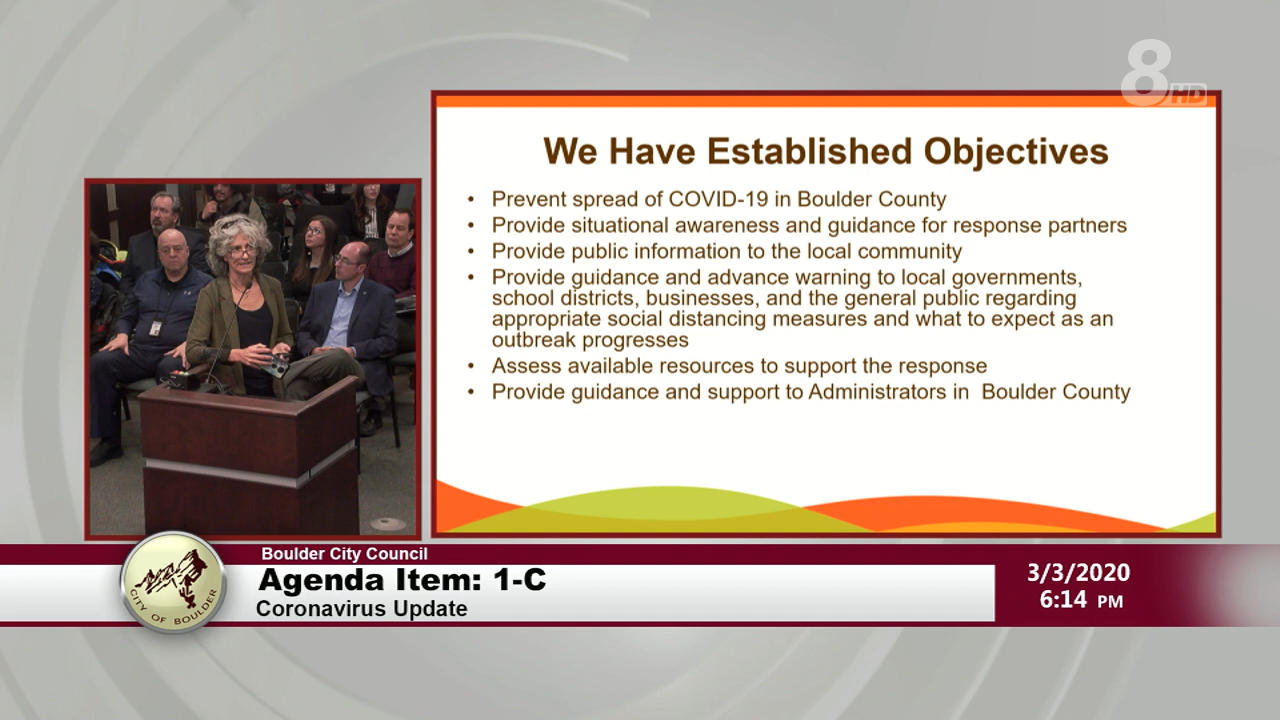 8HD
We Have Established Objectives
• Prevent spread of COVID-19 in Boulder County
• Provide situational awareness and guidance for response partners
• Provide public information to the local community
• Provide guidance and advance warning to local governments,
school districts, businesses, and the general public regarding
appropriate social distancing measures and what to expect as an
outbreak progresses
• Assess available resources to support the response
• Provide guidance and support to Administrators in  Boulder County
Boulder City Council
Agenda Item: 1-C
Coronavirus Update
CITY OF BOULDER
3/3/2020
6:14 PM